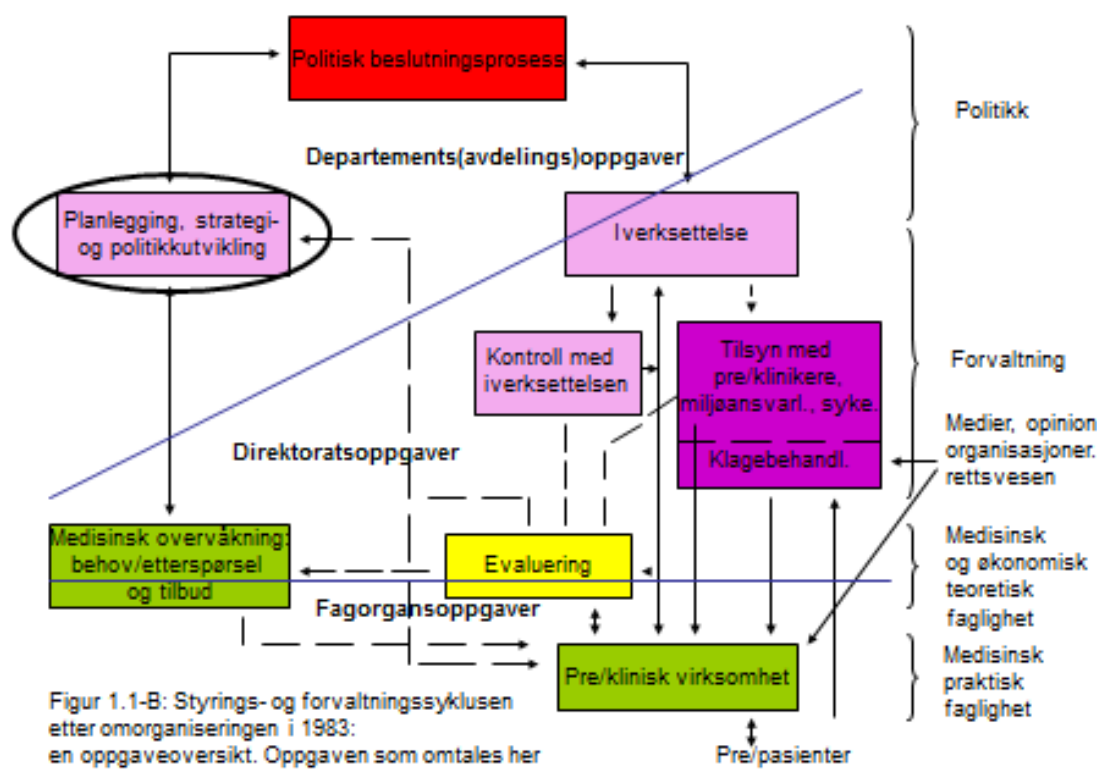 Politisk beslutningsprosess
Politikk
Departements(avdelings)oppgaver
Planlegging, strategi-
og politikkutvikling
Iverksettelse
Kontroll med
iverksettelsen
Tilsyn med
pre/klinikere,
miljøansvarl., syke.
Klagebehandl.
Forvaltning
Medier, opinion
organisasjoner.
rettsvesen
Direktoratsoppgaver
Medisinsk overvåkning:
behov/etterspørsel
og tilbud
Evaluering
Medisinsk
og økonomisk
teoretisk
faglighet
Fagorgansoppgaver
Pre/klinisk virksomhet
Medisinsk
praktisk
faglighet
Figur 1.1-B: Styrings- og forvaltningssyklusen
etter omorganiseringen i 1983:
en oppgaveoversikt. Oppgaven som omtales her
Pre/pasienter